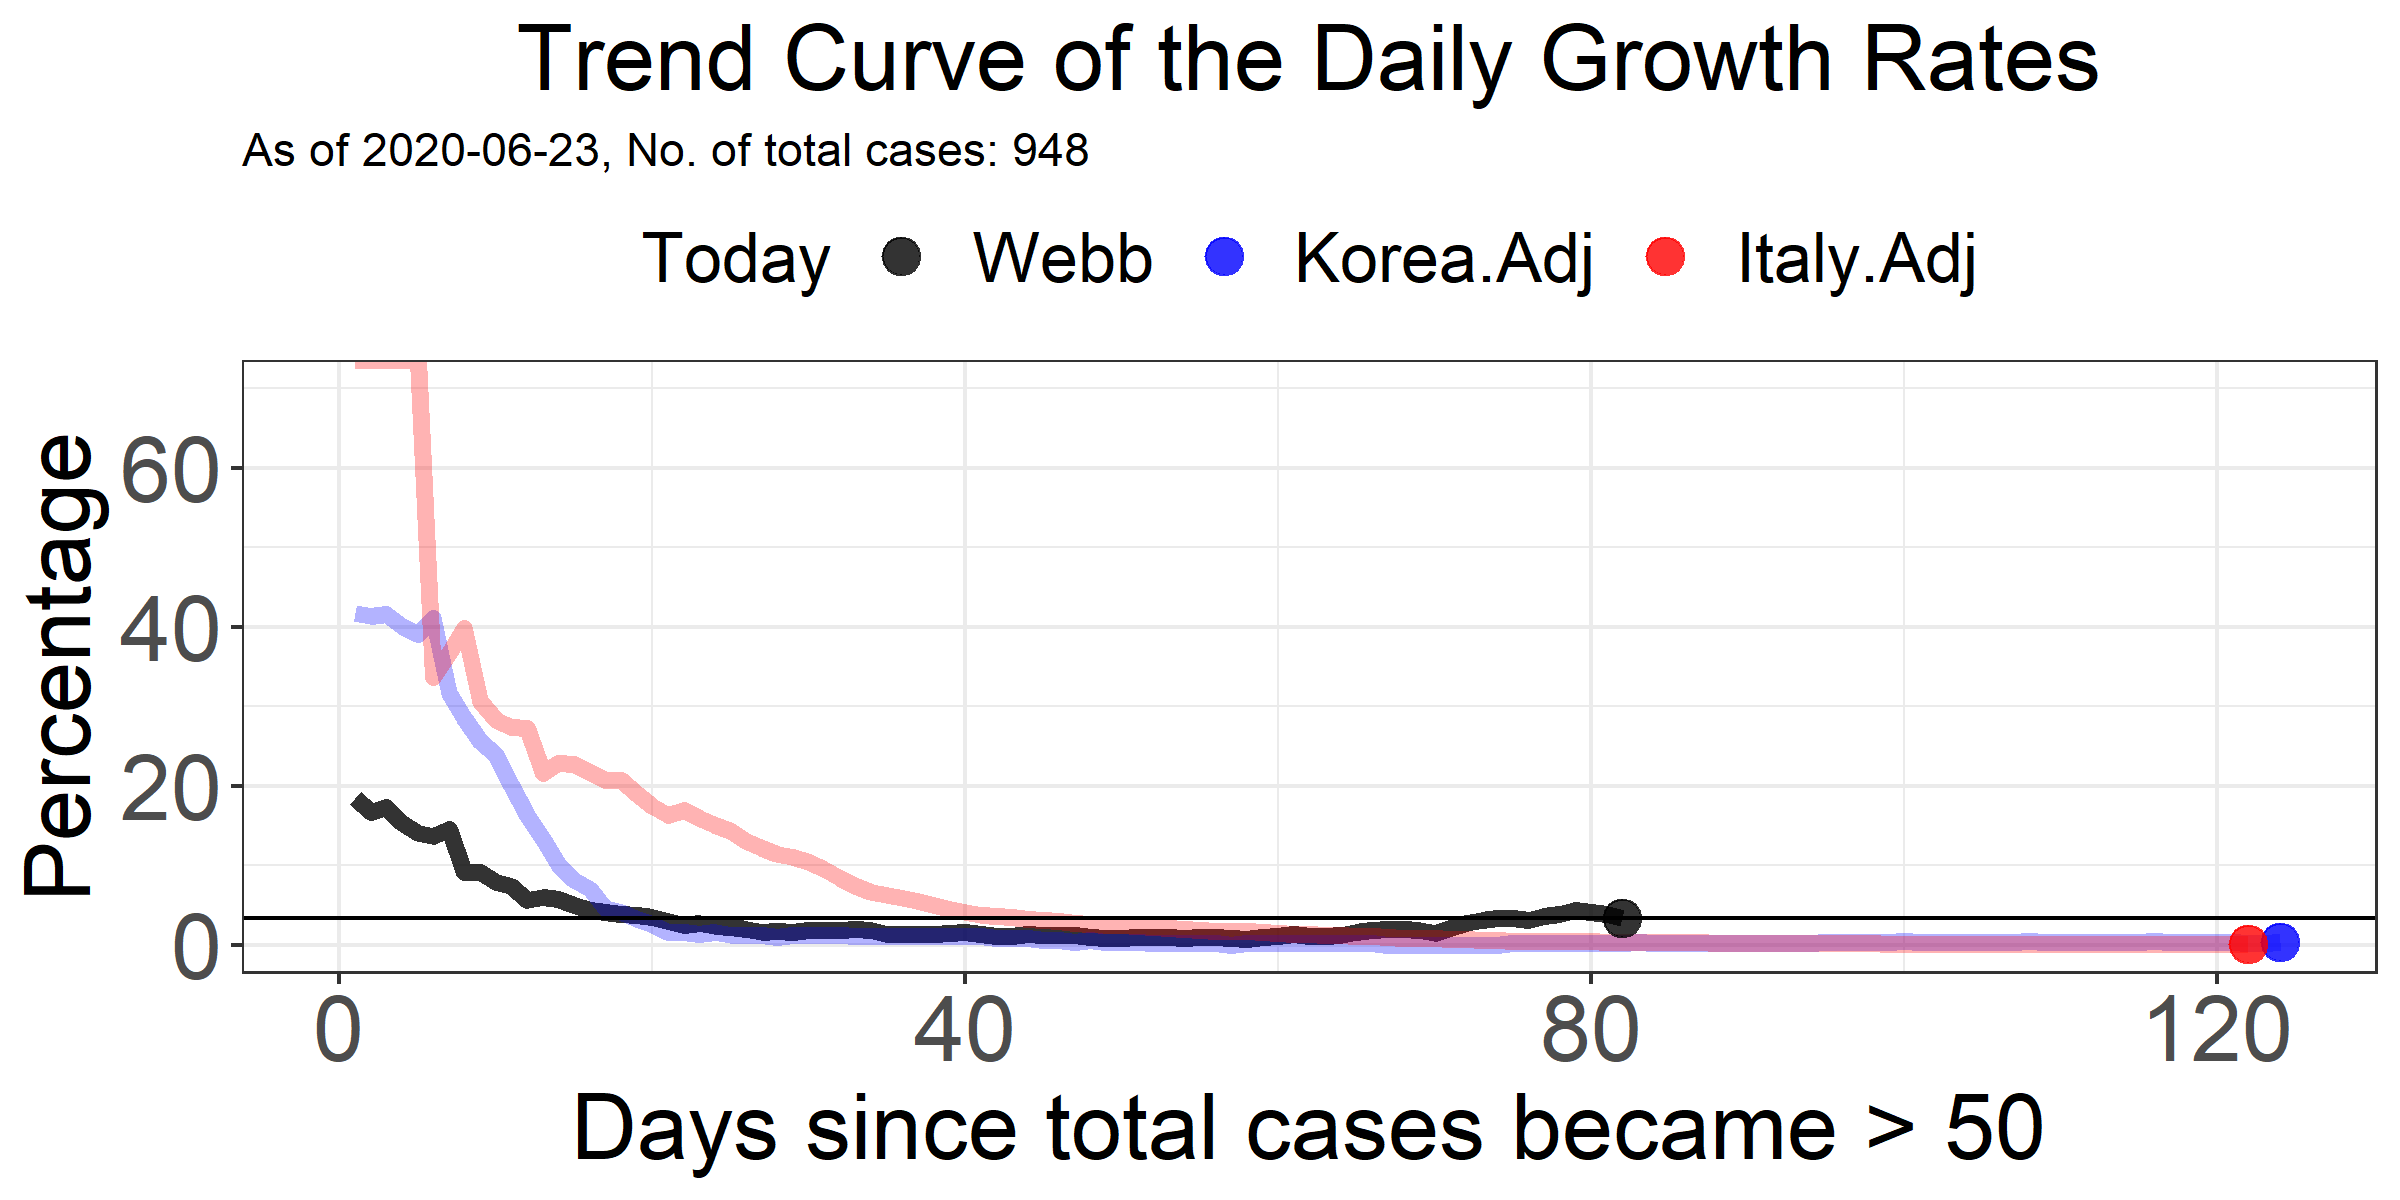 Trend Curve of the Daily Growth Rates
As of 2020-06-23, No. of total cases: 948
Today Webb Korea.Adj Italy.Adj
Percentage
60
40
20
0
0 40 80 120
Days since total cases became > 50